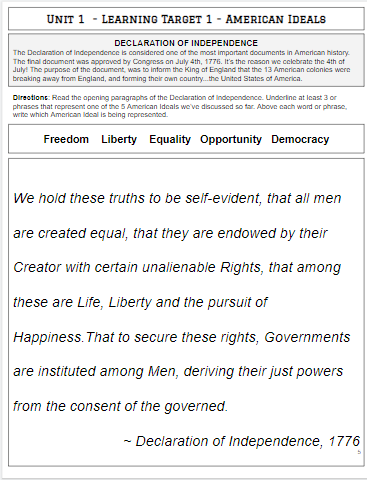 Unit 1 - Learning Target 1 - American Ideals
DECLARATION OF INDEPENDENCE
The Declaration of Independence is considered one of the most important documents in American history.
The final document was approved by Congress on July 4th, 1776. It's the reason we celebrate the 4th of
July! The purpose of the document, was to inform the King of England that the 13 American colonies were
breaking away from England, and forming their own country...the United States of America.
Directions: Read the opening paragraphs of the Declaration of Independence. Underline at least 3 or
phrases that represent one of the 5 American Ideals we've discussed so far. Above each word or phrase,
write which American Ideal is being represented.
Freedom Liberty Equality Opportunity Democracy
We hold these truths to be self-evident, that all men
are created equal, that they are endowed by their
Creator with certain unalienable Rights, that among
these are Life, Liberty and the pursuit of
Happiness.That to secure these rights, Governments
are instituted among Men, deriving their just powers
from the consent of the governed.
~ Declaration of Independence, 1776